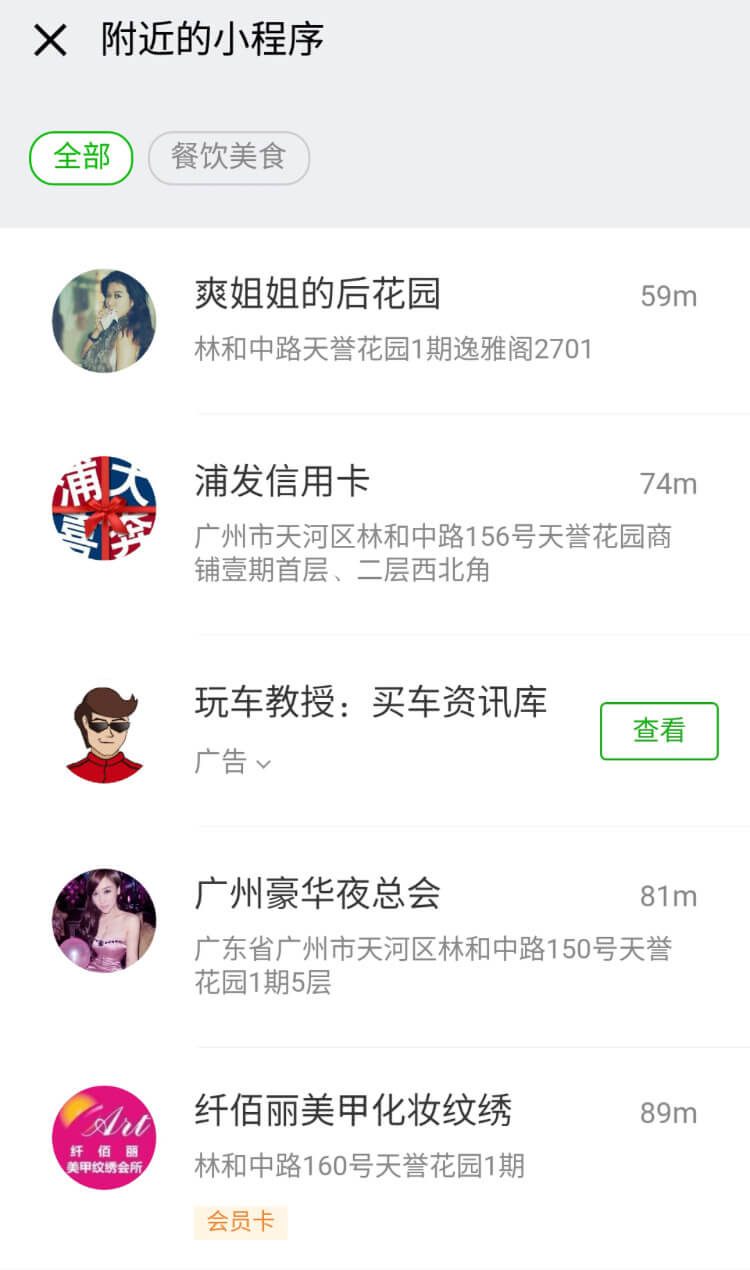 附近的小程序
全部
餐饮美食
爽姐姐的后花园
59m
林和中路天誉花园1期逸雅阁2701
浦发信用卡
74m
浦大
喜奔
广州市天河区林和中路156号天誉花园商
铺壹期首层、二层西北角
玩车教授：买车资讯库
查看
广告
广州豪华夜总会
81m
广东省广州市天河区林和中路150号天誉
花园1期5层
纤佰丽美甲化妆纹绣
89m
Art
纤佰丽
美甲纹绣会所
林和中路160号天誉花园1期
会员卡